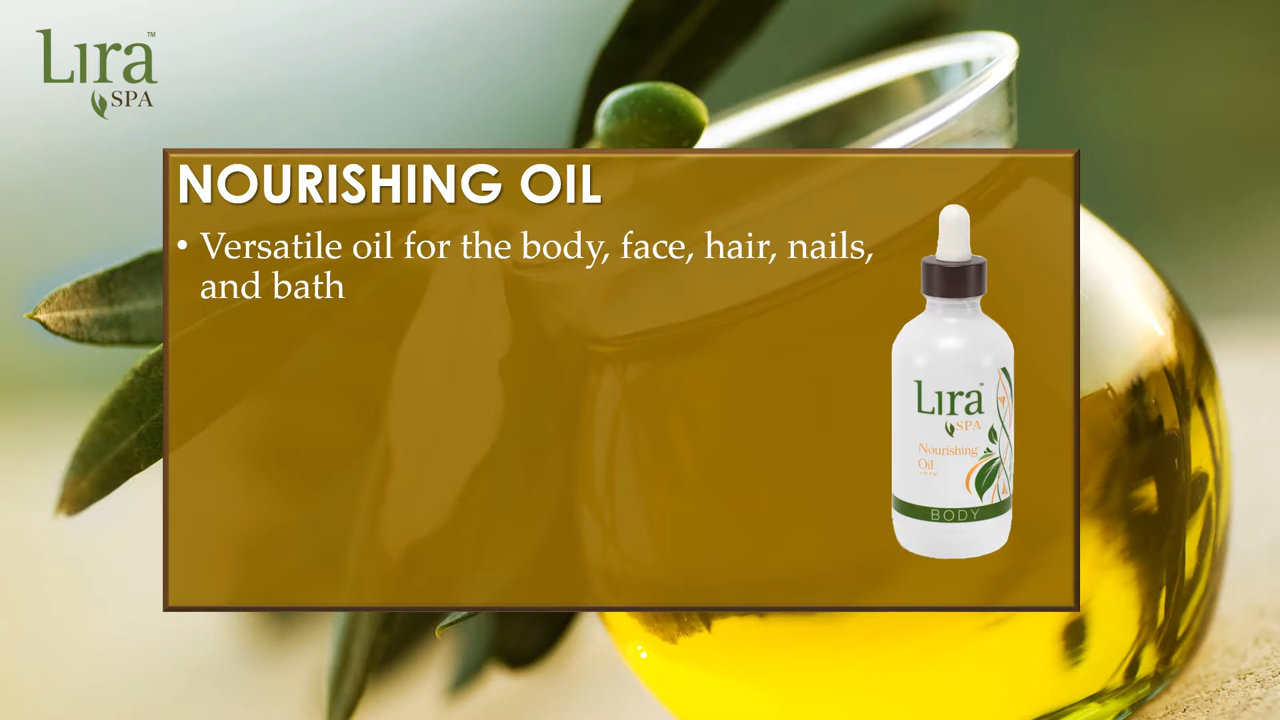 Lira™
SPA
NOURISHING OIL
• Versatile oil for the body, face, hair, nails,
and bath
Lira™
SPA
Nourishing
Oil
BODY